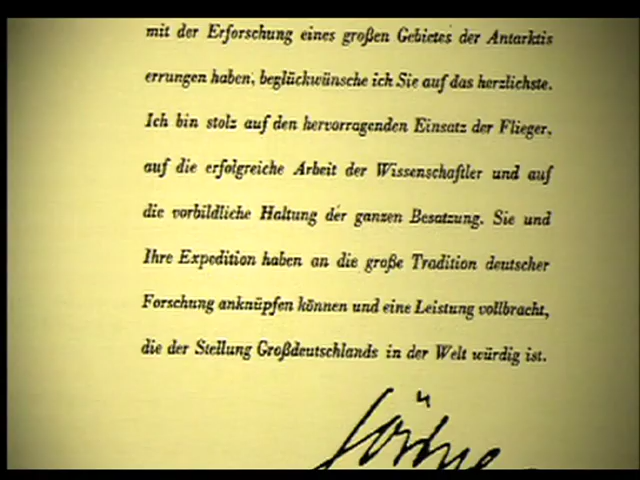 mit der Erforschung eines großen Gebietes der Antarktis
errungen haben, beglückwünsche ich Sie auf das herzlichste.
Ich bin stolz auf den hervorragenden Einsatz der Flieger,
auf die erfolgreiche Arbeit der Wissenschaftler und auf
die vorbildliche Haltung der ganzen Besatzung. Sie und
Ihre Expedition haben an die große Tradition deutscher
Forschung anknüpfen können und eine Leistung vollbracht,
die der Stellung Großdeutschlands in der Welt würdig ist.